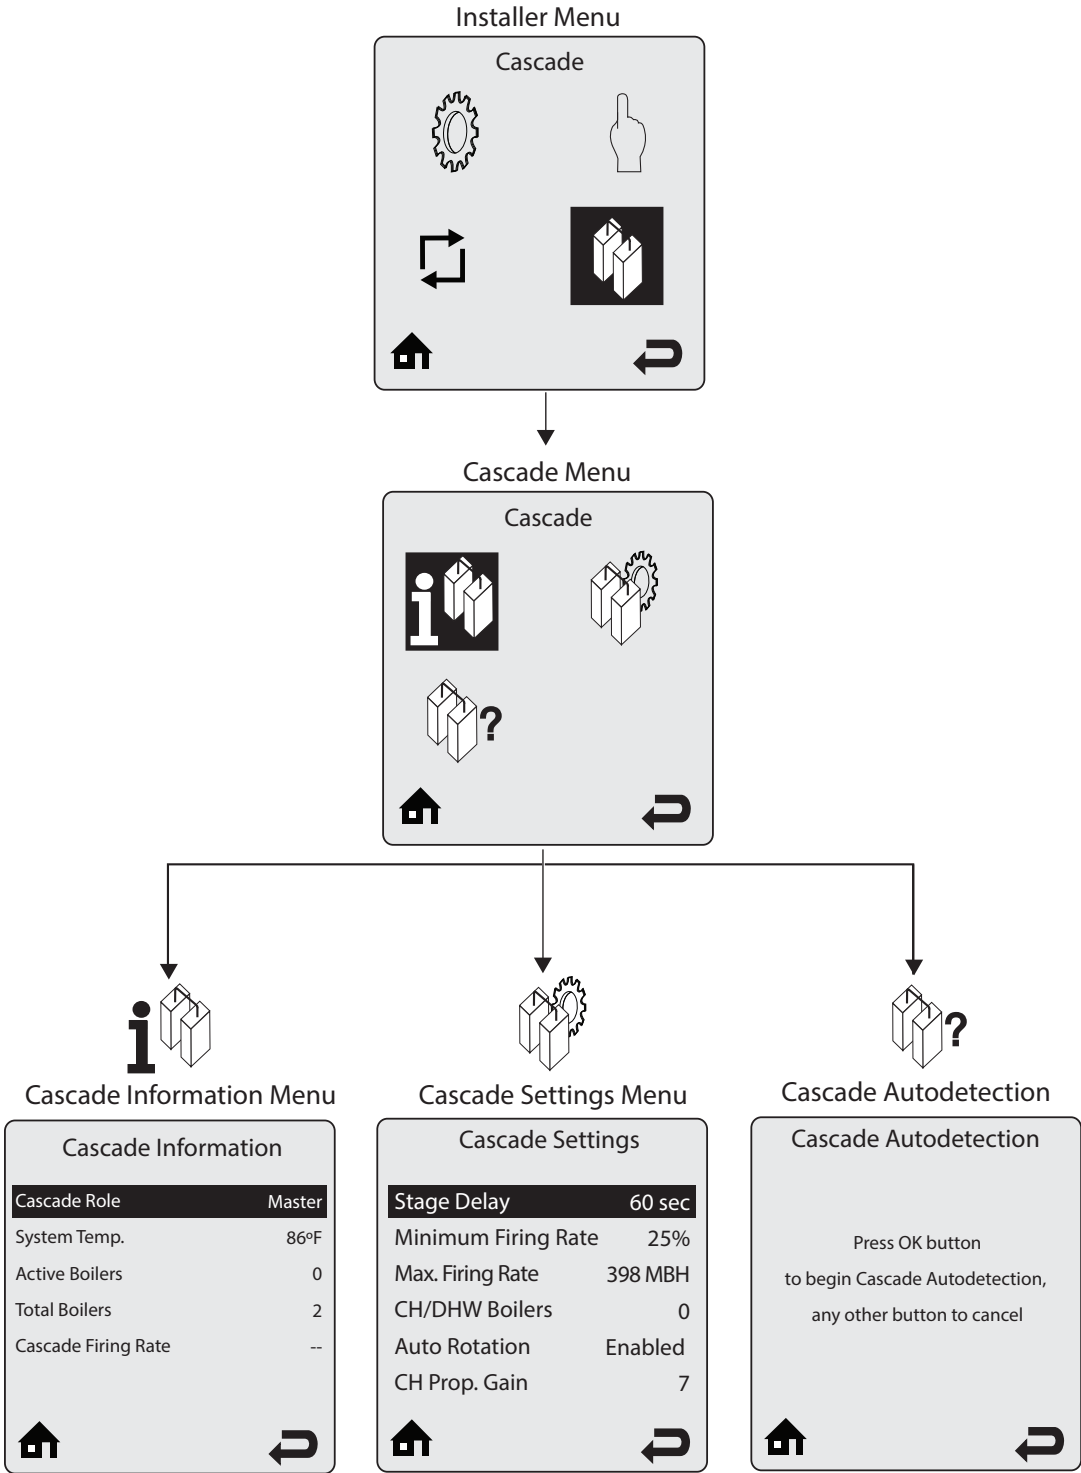 Installer Menu
Cascade
Cascade Menu
Cascade
i
?
i
?
Cascade Information Menu
Cascade Information
Cascade Role Master
System Temp. 86ºF
Active Boilers 0
Total Boilers 2
Cascade Firing Rate --
Cascade Settings Menu
Cascade Settings
Stage Delay 60 sec
Minimum Firing Rate 25%
Max. Firing Rate 398 MBH
CH/DHW Boilers 0
Auto Rotation Enabled
CH Prop. Gain 7
Cascade Autodetection
Cascade Autodetection
Press OK button
to begin Cascade Autodetection,
any other button to cancel